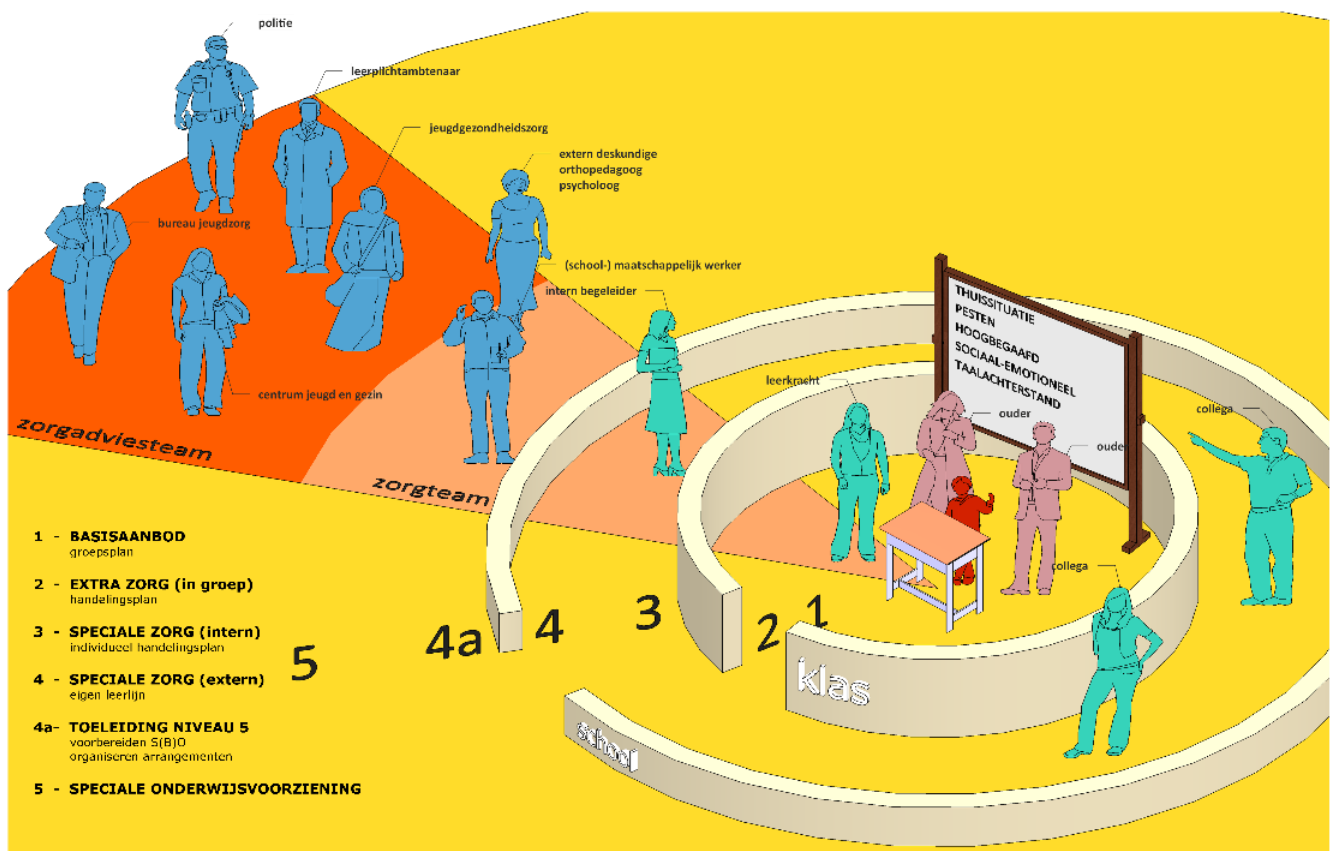 politie
leerplichtambtenaar
jeugdgezondheidszorg
extern deskundige
orthopedagoog
psycholoog
bureau jeugdzorg
(school-) maatschappelijk werker
intern begeleider
centrum jeugd en gezin
zorgadviesteam
zorgteam
THUISSITUATIE
PESTEN
HOOGBEGAAFD
SOCIAAL-EMOTIONEEL
TAALACHTERSTAND
leerkracht
ouder
ouder
collega
collega
1 - BASISAANBOD
groepsplan
2 - EXTRA ZORG (in groep)
handelingsplan
3 - SPECIALE ZORG (intern)
individueel handelingsplan
4 - SPECIALE ZORG (extern)
eigen leerlijn
4a- TOELEIDING NIVEAU 5
voorbereiden S(B)O
organiseren arrangementen
5 - SPECIALE ONDERWIJSVOORZIENING
5
4a
4
3
2
1
klas
school